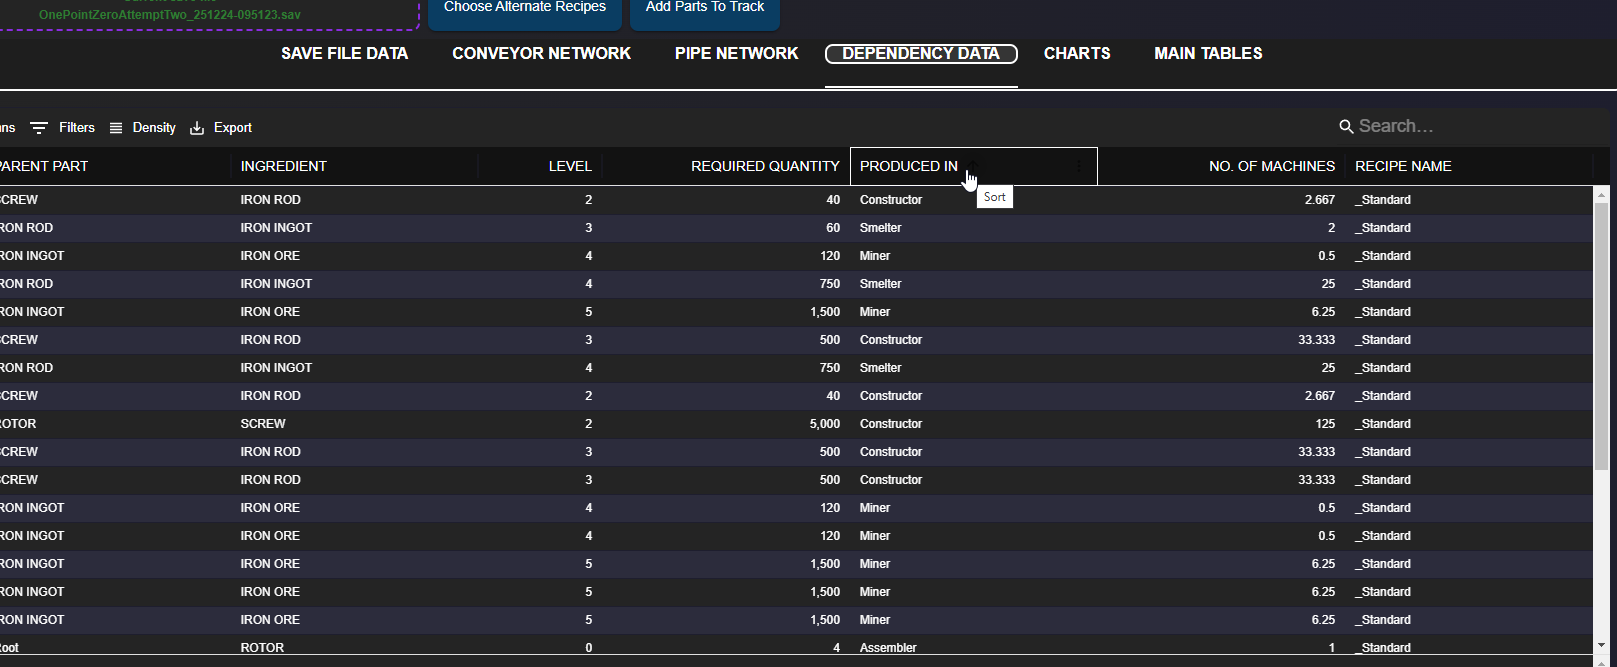 OnePointZeroAttemptTwo_251224-095123.sav
Choose Alternate Recipes Add Parts To Track
SAVE FILE DATA CONVEYOR NETWORK PIPE NETWORK DEPENDENCY DATA CHARTS MAIN TABLES
Filters Density Export Search...
PARENT PART INGREDIENT LEVEL REQUIRED QUANTITY PRODUCED IN NO. OF MACHINES RECIPE NAME
Sort
CREW IRON ROD 2 40 Constructor 2.667 _Standard
RON ROD IRON INGOT 3 60 Smelter 2 _Standard
RON INGOT IRON ORE 4 120 Miner 0.5 _Standard
RON ROD IRON INGOT 4 750 Smelter 25 _Standard
RON INGOT IRON ORE 5 1,500 Miner 6.25 _Standard
CREW IRON ROD 3 500 Constructor 33.333 _Standard
RON ROD IRON INGOT 4 750 Smelter 25 _Standard
CREW IRON ROD 2 40 Constructor 2.667 _Standard
OTOR SCREW 2 5,000 Constructor 125 _Standard
CREW IRON ROD 3 500 Constructor 33.333 _Standard
CREW IRON ROD 3 500 Constructor 33.333 _Standard
RON INGOT IRON ORE 4 120 Miner 0.5 _Standard
RON INGOT IRON ORE 4 120 Miner 0.5 _Standard
RON INGOT IRON ORE 5 1,500 Miner 6.25 _Standard
RON INGOT IRON ORE 5 1,500 Miner 6.25 _Standard
RON INGOT IRON ORE 5 1,500 Miner 6.25 _Standard
oot ROTOR 0 4 Assembler 1 _Standard